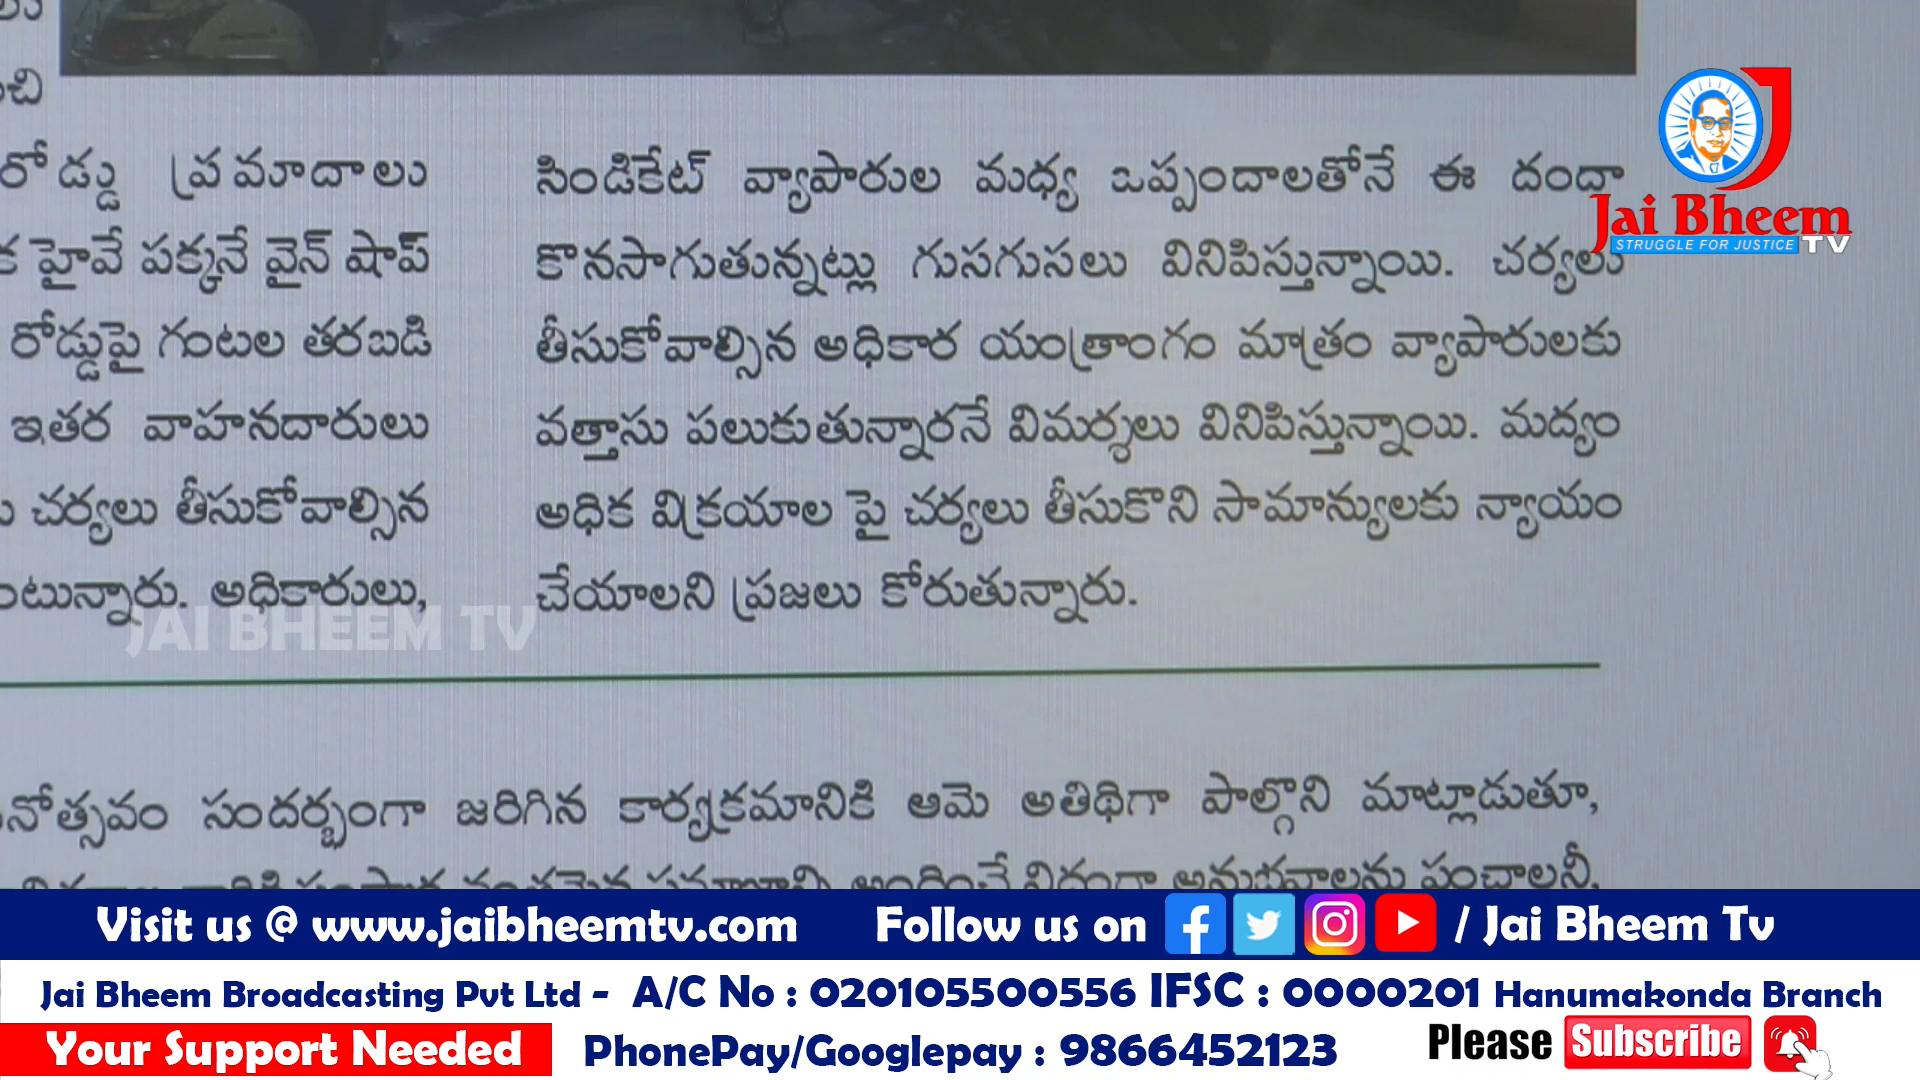 రోడ్డు ప్రమాదాలు
హైవే పక్కనే వైన్ షాప్
రోడ్డుపై గంటల తరబడి
ఇతర వాహనదారులు
చర్యలు తీసుకోవాల్సిన
అధికారులు,
సిండికేట్ వ్యాపారుల మధ్య ఒప్పందాలతోనే ఈ దందా
కొనసాగుతున్నట్లు గుసగుసలు వినిపిస్తున్నాయి. చర్యలు
తీసుకోవాల్సిన అధికార యంత్రాంగం మాత్రం వ్యాపారులకు
వత్తాసు పలుకుతున్నారనే విమర్శలు వినిపిస్తున్నాయి. మద్యం
అధిక విక్రయాల పై చర్యలు తీసుకొని సామాన్యులకు న్యాయం
చేయాలని ప్రజలు కోరుతున్నారు.
JAI BHEEM TV
సందర్భంగా జరిగిన కార్యక్రమానికి ఆమె అతిథిగా పాల్గొని మాట్లాడుతూ,
Jai Bheem
STRUGGLE FOR JUSTICE TV
Visit us @ www.jaibheemtv.com Follow us on / Jai Bheem Tv
Jai Bheem Broadcasting Pvt Ltd - A/C No : 020105500556 IFSC : 0000201 Hanumakonda Branch
Your Support Needed PhonePay/Googlepay : 9866452123 Please Subscribe